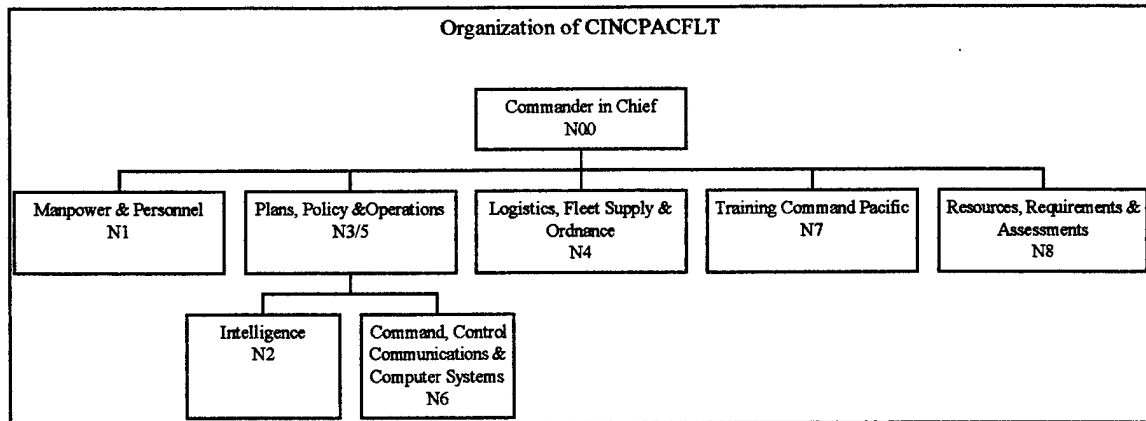 Organization of CINCPACFLT
Commander in Chief
N00
Manpower & Personnel
N1
Plans, Policy &Operations
N3/5
Logistics, Fleet Supply &
Ordnance
N4
Training Command Pacific
N7
Resources, Requirements &
Assessments
N8
Intelligence
N2
Command, Control
Communications &
Computer Systems
N6